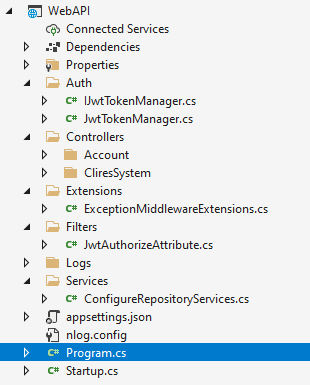 WebAPI
Connected Services
Dependencies
Properties
Auth
C# IJwtTokenManager.cs
C# JwtTokenManager.cs
Controllers
Account
CliresSystem
Extensions
C# ExceptionMiddlewareExtensions.cs
Filters
C# JwtAuthorizeAttribute.cs
Logs
Services
C# ConfigureRepositoryServices.cs
appsettings.json
nlog.config
C# Program.cs
C# Startup.cs